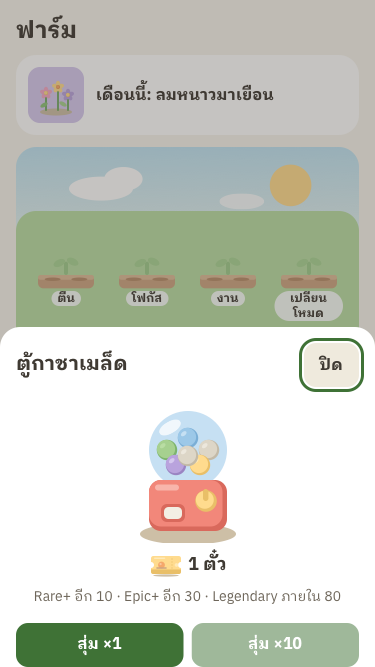 ฟาร์ม
เดือนนี้: ลมหนาวมาเยือน
ตื่น
โฟกัส
งาน
เปลี่ยน
โหมด
ตู้กาชาเมล็ด
ปิด
1 ตั๋ว
Rare+ อีก 10 · Epic+ อีก 30 · Legendary ภายใน 80
สุ่ม ×1
สุ่ม ×10